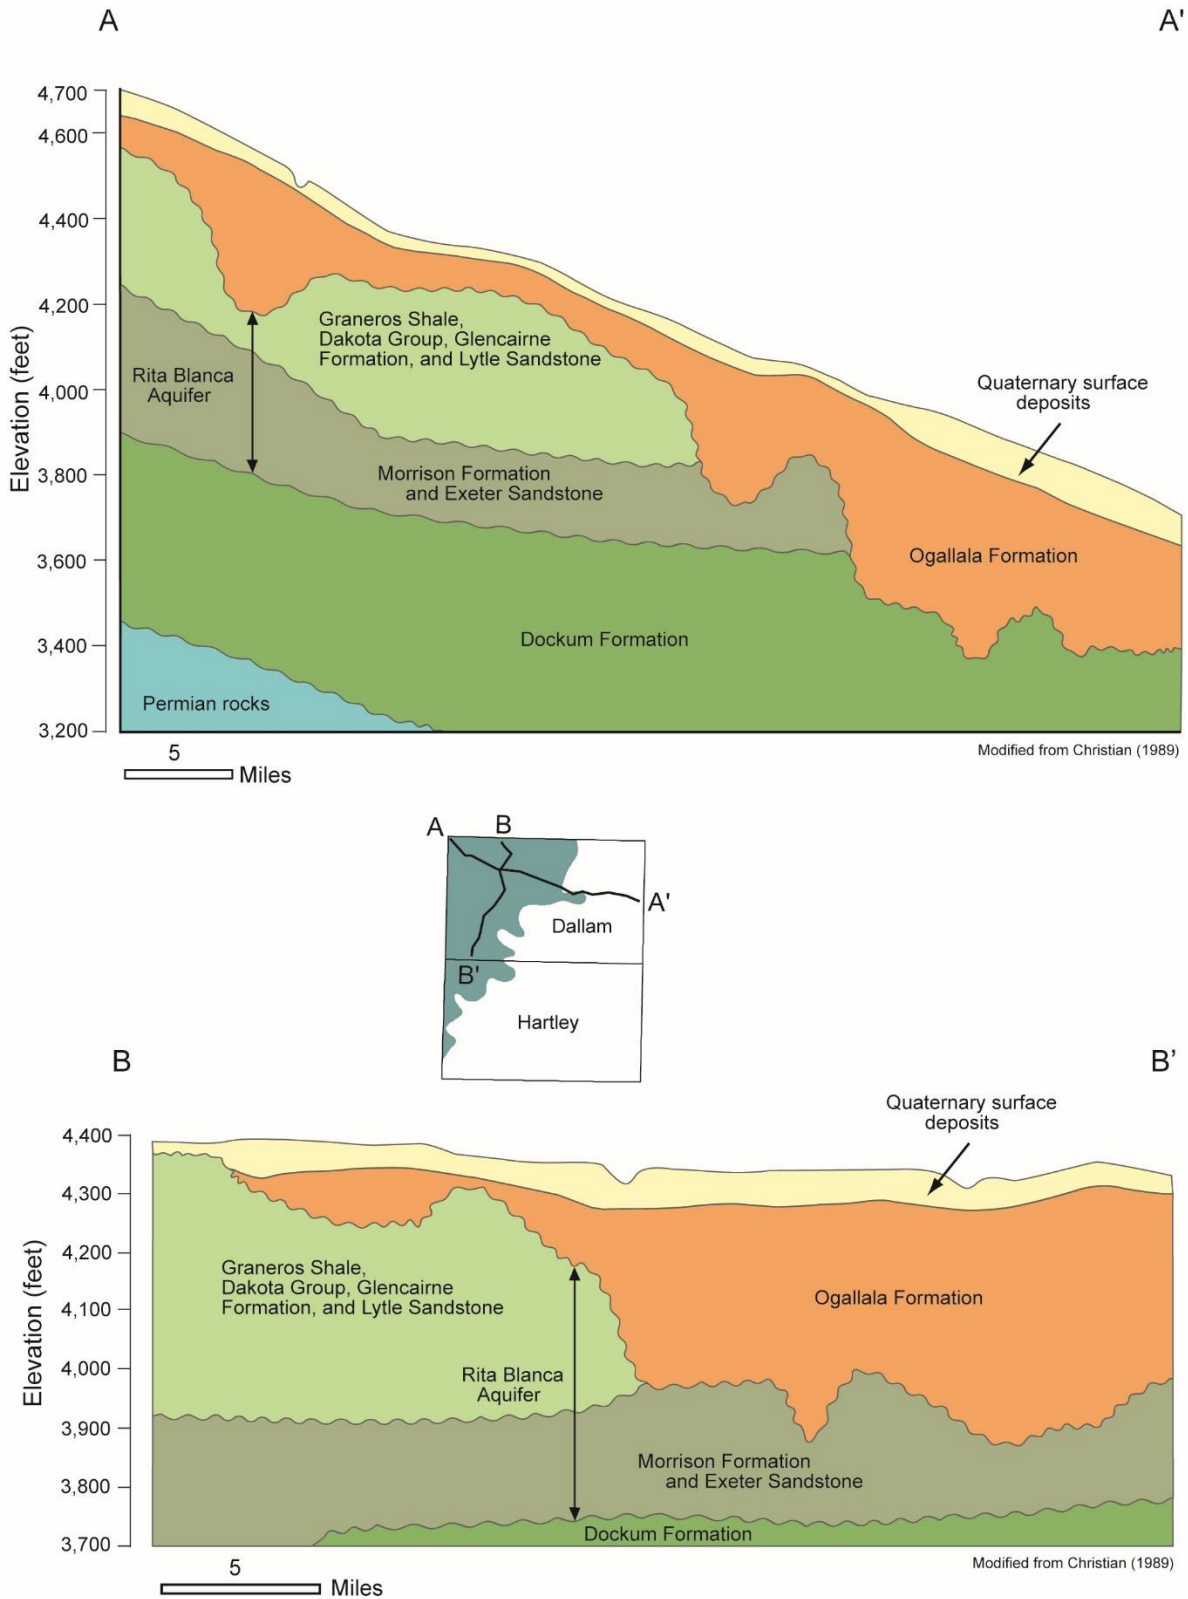 A
A'
4,700
4,600
4,400
4,200
4,000
3,800
3,600
3,400
3,200
Elevation (feet)
Graneros Shale,
Dakota Group, Glencairne
Formation, and Lytle Sandstone
Rita Blanca
Aquifer
Quaternary surface
deposits
Morrison Formation
and Exeter Sandstone
Ogallala Formation
Dockum Formation
Permian rocks
5
Miles
Modified from Christian (1989)
A
B
A'
Dallam
B'
Hartley
B
B’
4,400
4,300
4,200
4,100
4,000
3,900
3,800
3,700
Elevation (feet)
Quaternary surface
deposits
Graneros Shale,
Dakota Group, Glencairne
Formation, and Lytle Sandstone
Ogallala Formation
Rita Blanca
Aquifer
Morrison Formation
and Exeter Sandstone
Dockum Formation
5
Miles
Modified from Christian (1989)